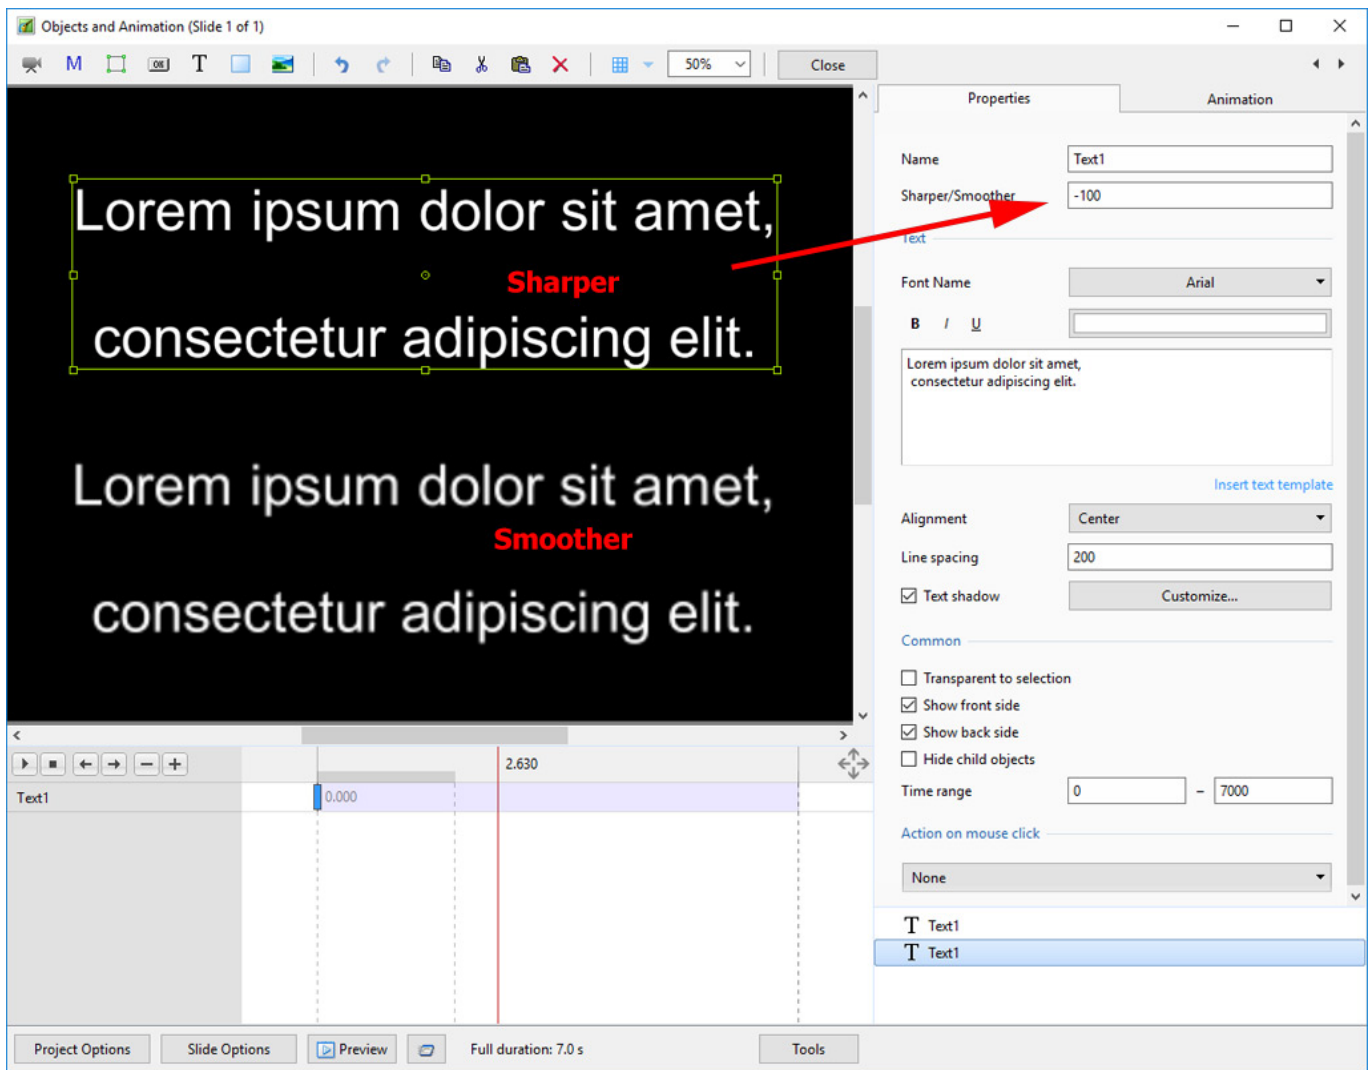 Objects and Animation (Slide 1 of 1)
M OK T 50% Close
Properties Animation
Name Text1
Sharper/Smoother -100
Text
Font Name Arial
B I U
Lorem ipsum dolor sit amet,
consectetur adipiscing elit.
Insert text template
Alignment Center
Line spacing 200
Text shadow Customize...
Common
Transparent to selection
Show front side
Show back side
Hide child objects
Time range 0 – 7000
Action on mouse click
None
T Text1
T Text1
Lorem ipsum dolor sit amet,
Sharper
consectetur adipiscing elit.
Lorem ipsum dolor sit amet,
Smoother
consectetur adipiscing elit.
2.630
Text1 0.000
Project Options Slide Options Preview Full duration: 7.0 s Tools